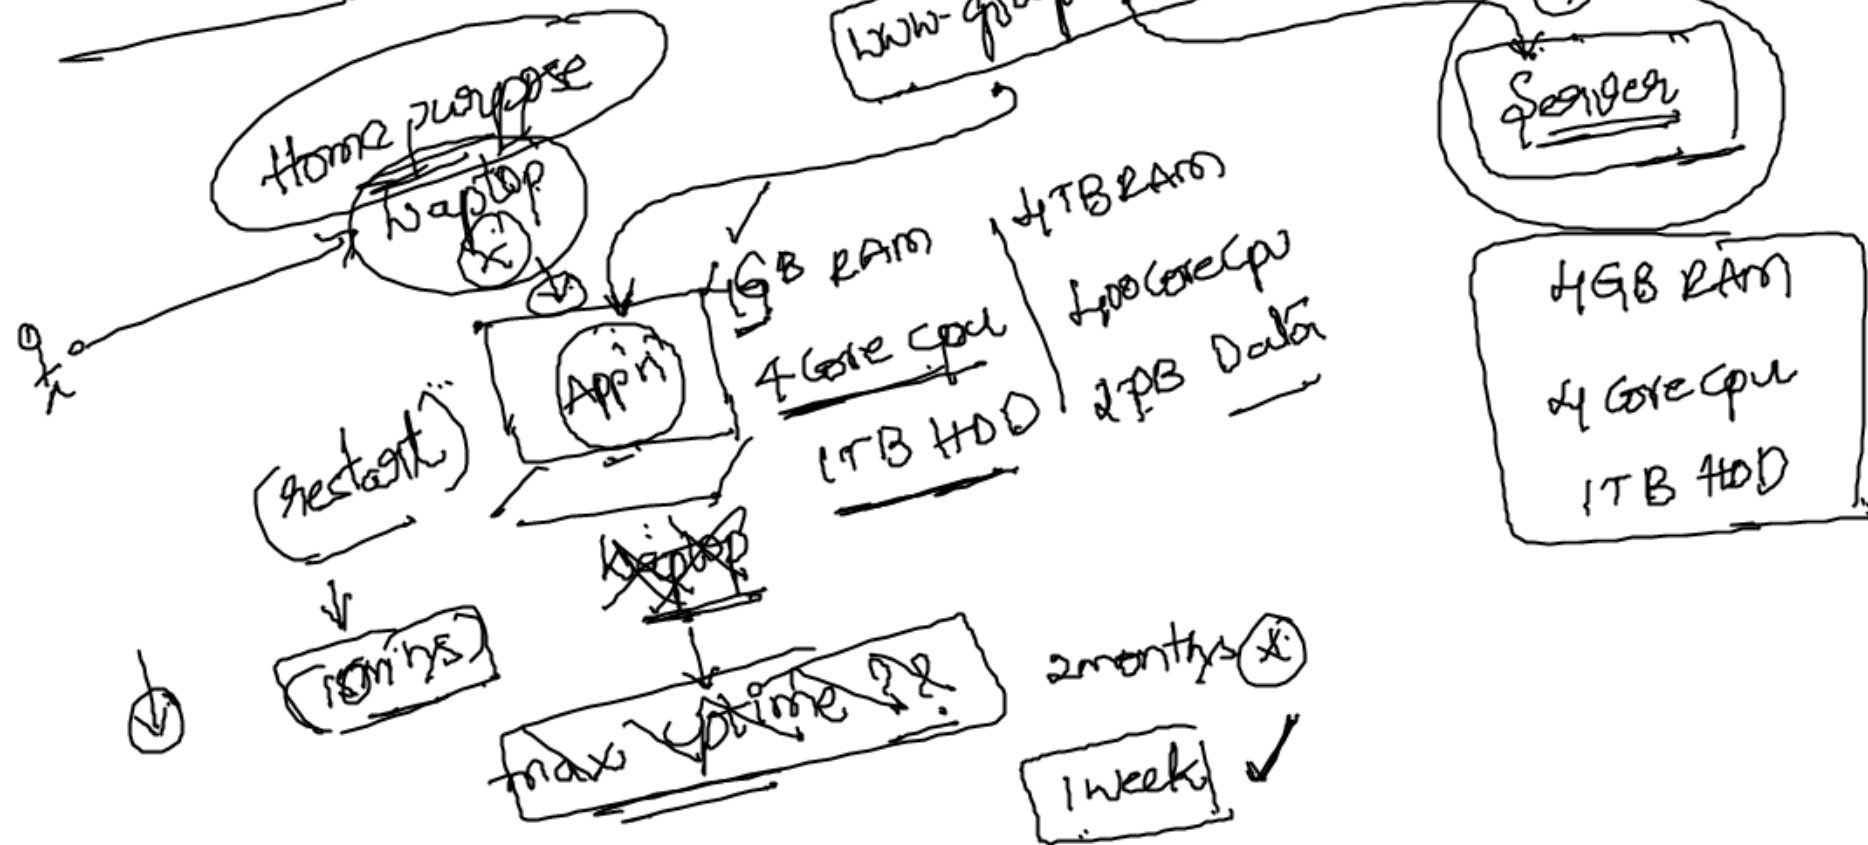 www.
Home purpose
Laptop
Server
4GB RAM
4 Core CPU
1TB HDD
4TB RAM
400 Core CPU
2PB Data
4GB RAM
4 Core CPU
1TB HDD
App'n
(restart)
Laptop
max uptime ??
2 months
1 week